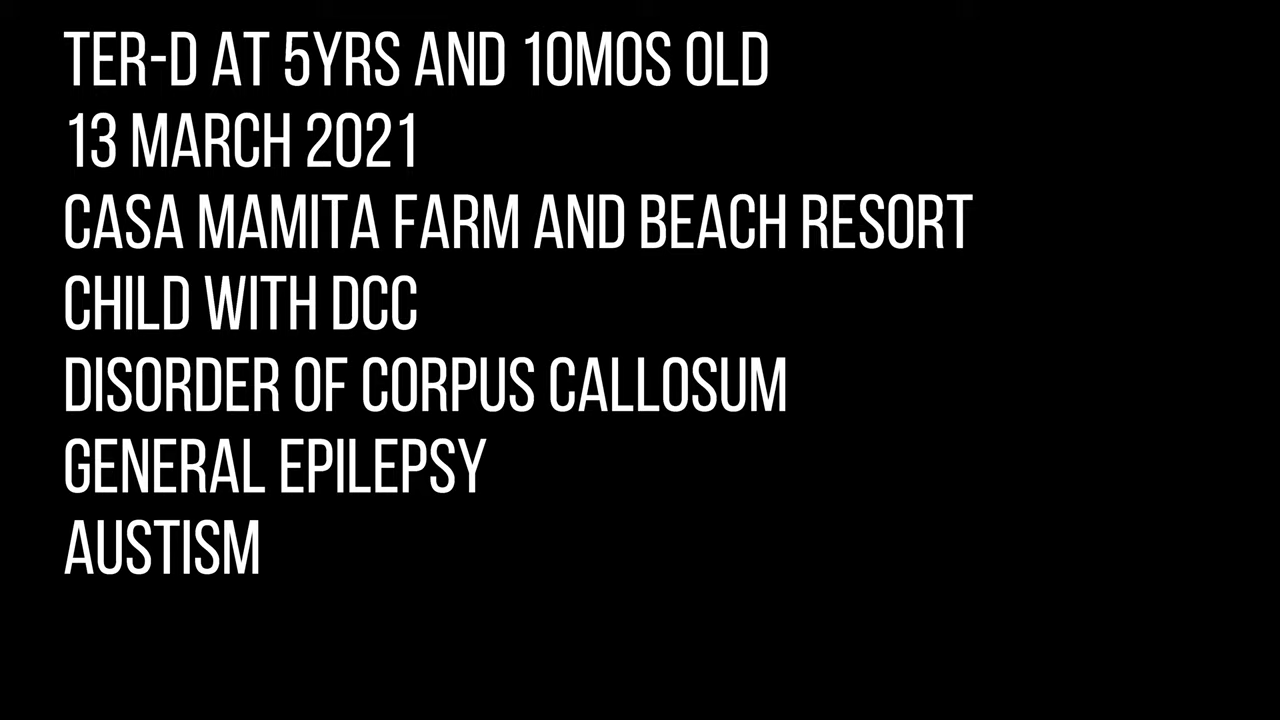 TER-D AT 5YRS AND 10MOS OLD
13 MARCH 2021
CASA MAMITA FARM AND BEACH RESORT
CHILD WITH DCC
DISORDER OF CORPUS CALLOSUM
GENERAL EPILEPSY
AUSTISM